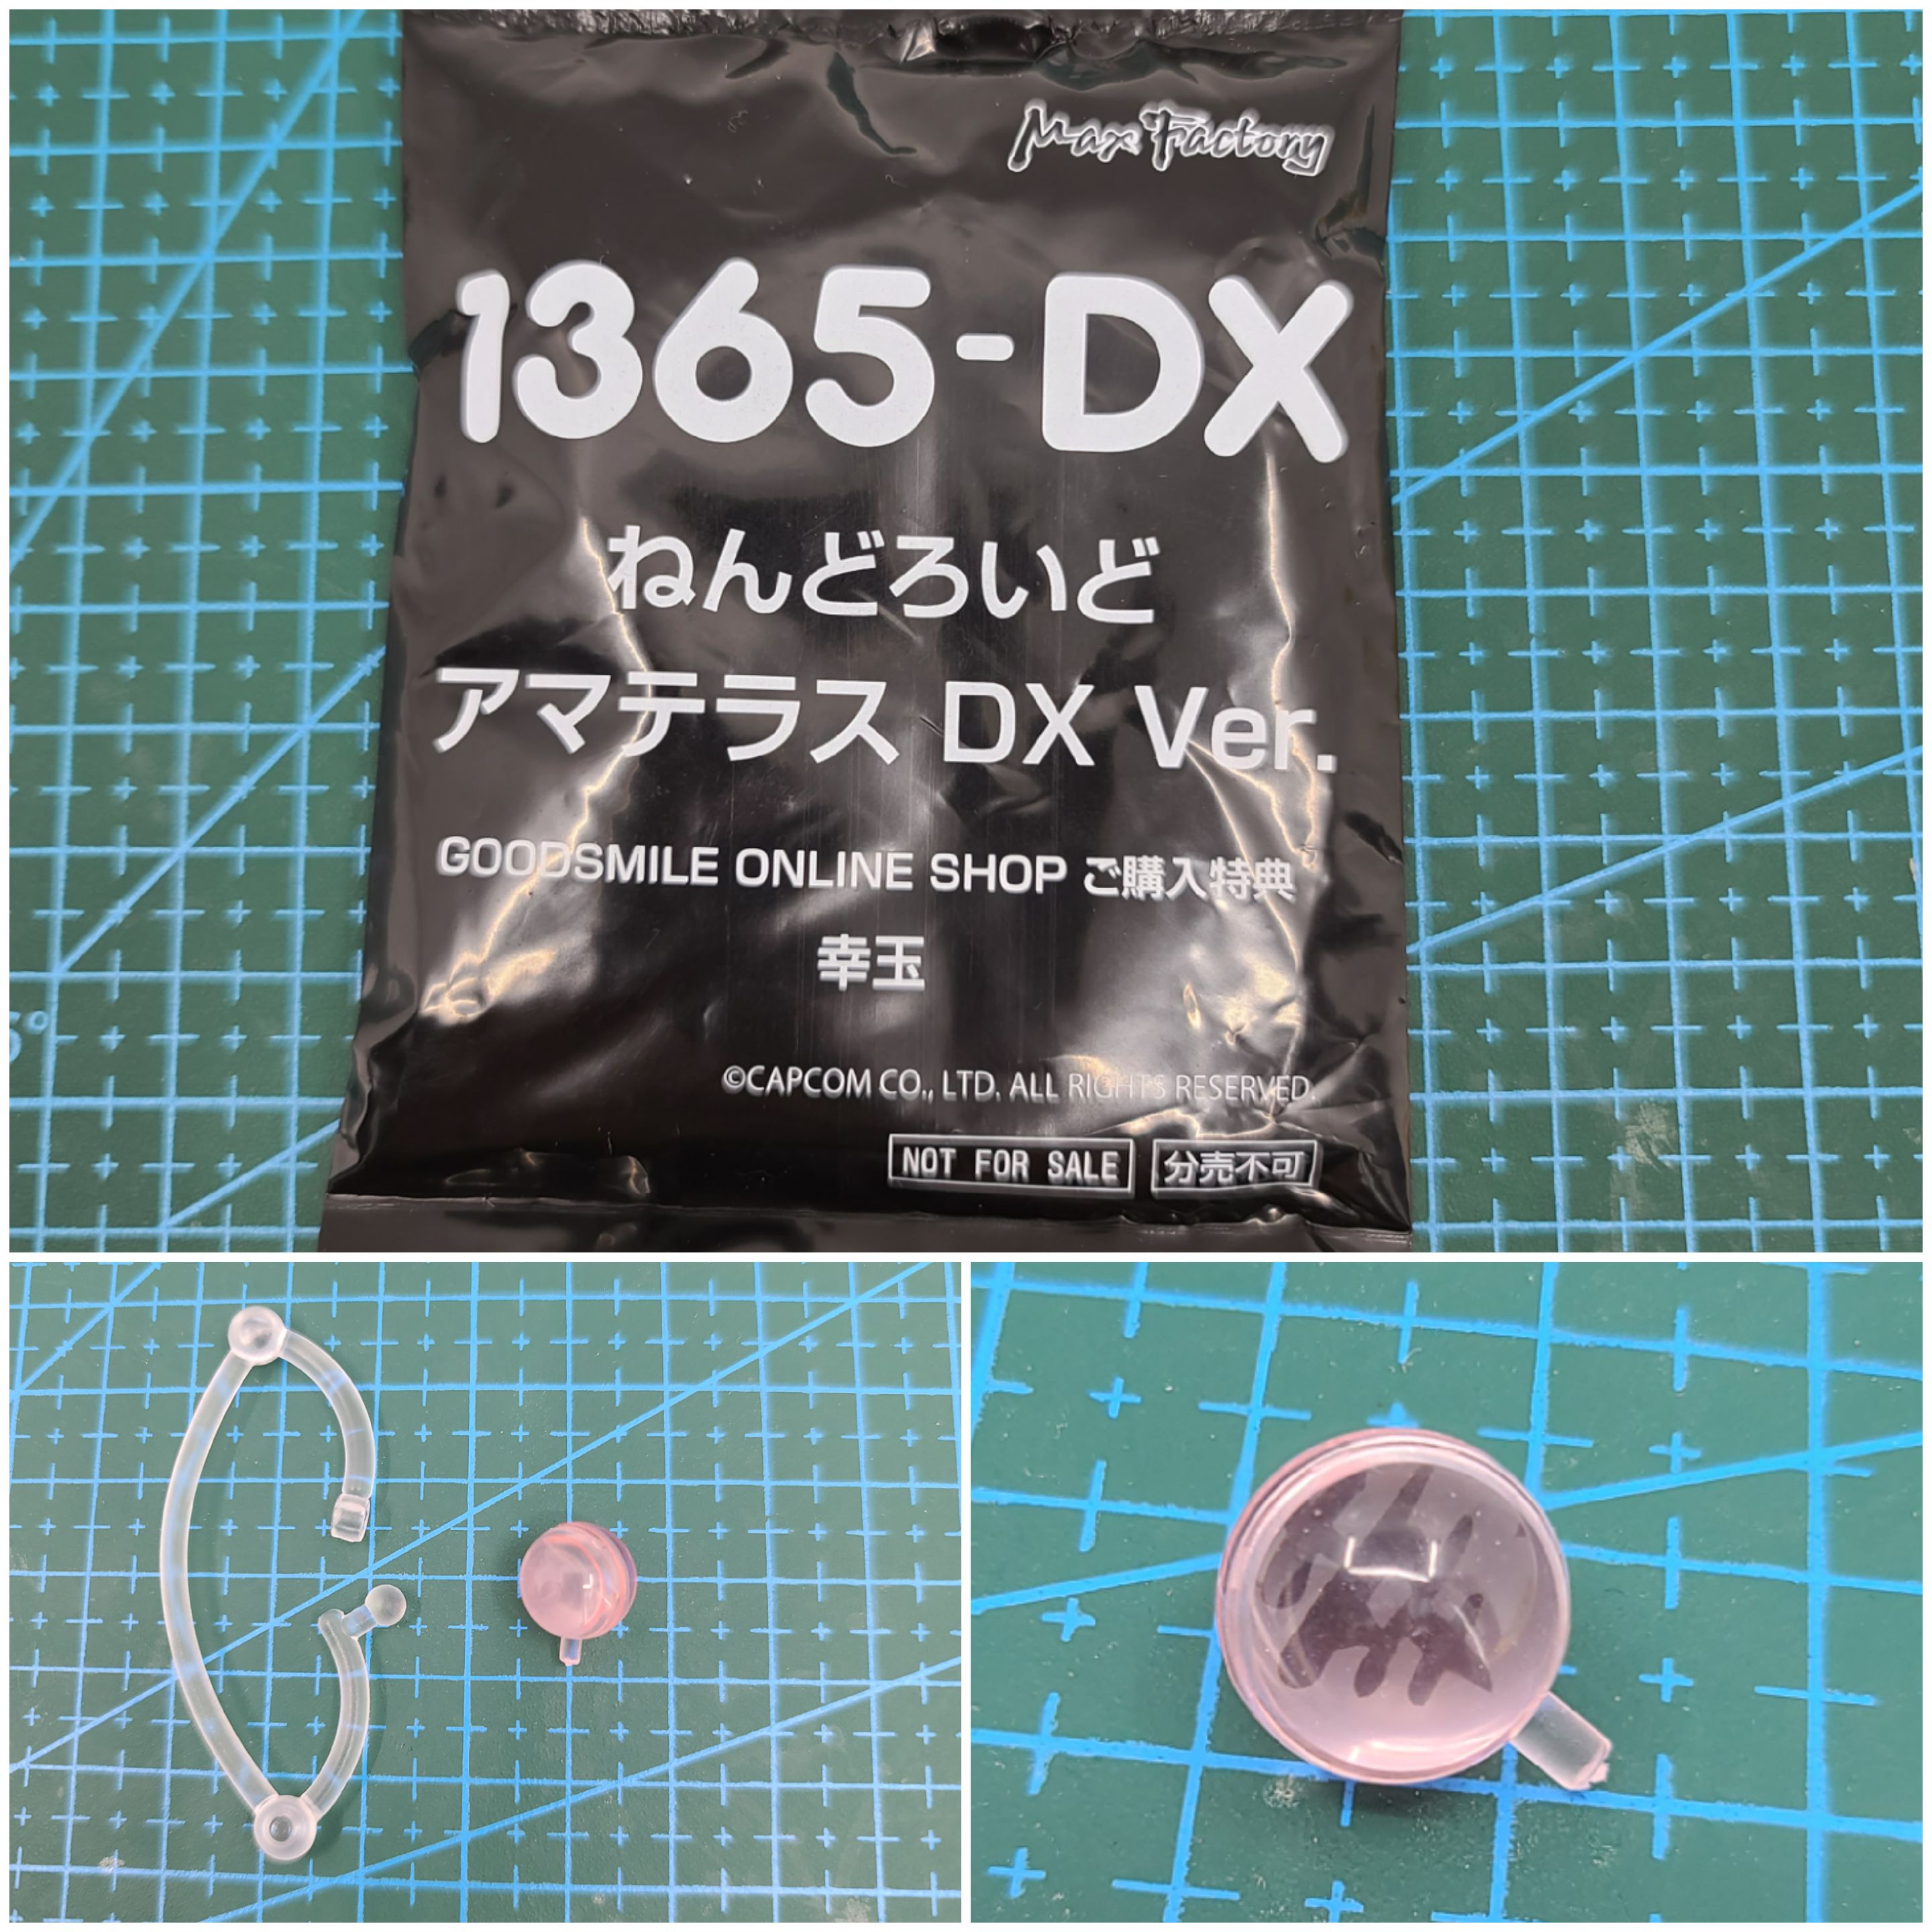 Max Factory
1365-DX
ねんどろいど
アマテラス DX Ver.
GOODSMILE ONLINE SHOP ご購入特典
幸玉
©CAPCOM CO., LTD. ALL RIGHTS RESERVED.
NOT FOR SALE 分売不可